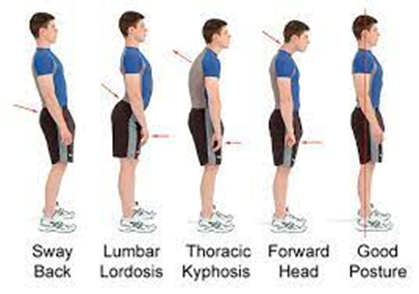 Sway Back
Lumbar Lordosis
Thoracic Kyphosis
Forward Head
Good Posture